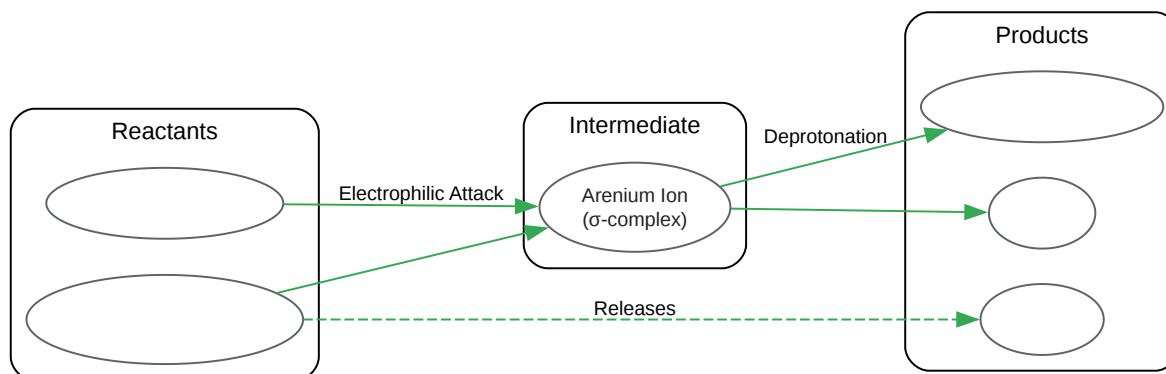 Reactants
Electrophilic Attack
Intermediate
Arenium Ion
(σ-complex)
Deprotonation
Releases
Products